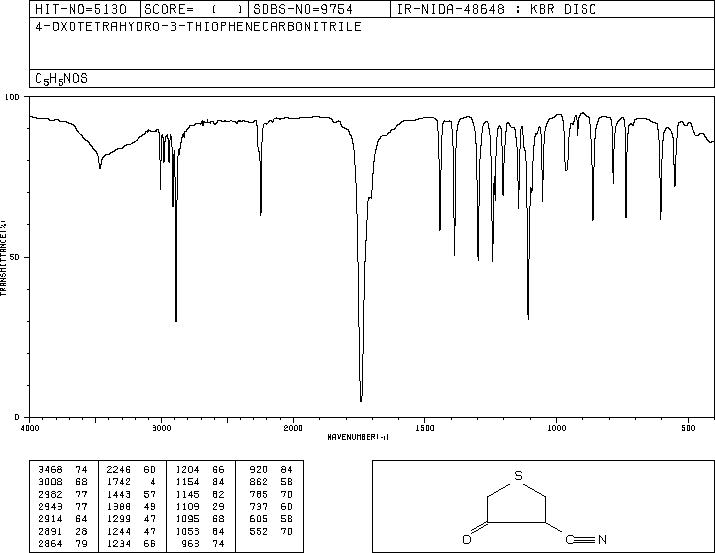 HIT-NO=5130 SCORE= ( ) SDBS-NO=9754 IR-NIDA-48648 : KBR DISC
4-OXOTETRAHYDRO-3-THIOPHENECARBONITRILE
C5H5NOS
100
50
0
TRANSMITTANCE(%)
4000 3000 2000 1500 1000 500
WAVENUMBER(-1)
3468 74 2246 60 1204 66 920 84
3008 68 1742 4 1154 84 862 58
2982 77 1443 57 1145 62 785 70
2943 77 1388 49 1109 29 737 60
2914 64 1299 47 1095 68 605 58
2891 28 1244 47 1053 64 552 70
2864 79 1234 66 963 74
S
O
C≡N